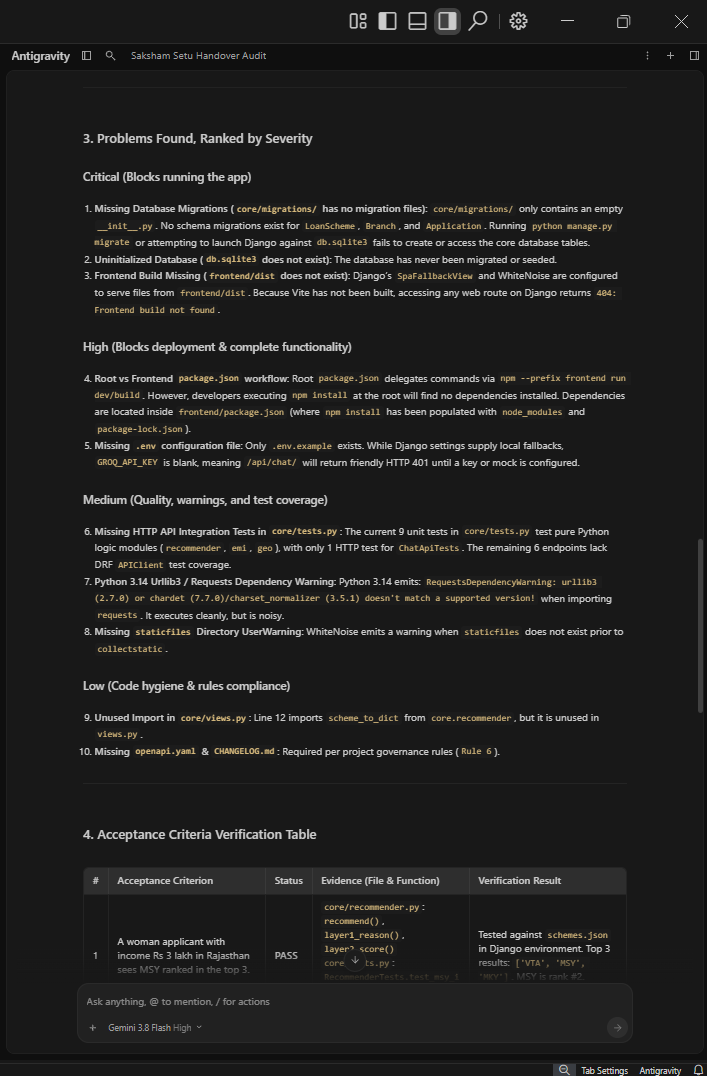 Antigravity
Saksham Setu Handover Audit
3. Problems Found, Ranked by Severity
Critical (Blocks running the app)
1. Missing Database Migrations ( core/migrations/ has no migration files): core/migrations/ only contains an empty
__init__.py . No schema migrations exist for LoanScheme , Branch , and Application . Running python manage.py
migrate or attempting to launch Django against db.sqlite3 fails to create or access the core database tables.
2. Uninitialized Database ( db.sqlite3 does not exist): The database has never been migrated or seeded.
3. Frontend Build Missing ( frontend/dist does not exist): Django's SpaFallbackView and WhiteNoise are configured
to serve files from frontend/dist . Because Vite has not been built, accessing any web route on Django returns 404:
Frontend build not found .
High (Blocks deployment & complete functionality)
4. Root vs Frontend package.json workflow: Root package.json delegates commands via npm --prefix frontend run
dev/build . However, developers executing npm install at the root will find no dependencies installed. Dependencies
are located inside frontend/package.json (where npm install has been populated with node_modules and
package-lock.json ).
5. Missing .env configuration file: Only .env.example exists. While Django settings supply local fallbacks,
GROQ_API_KEY is blank, meaning /api/chat/ will return friendly HTTP 401 until a key or mock is configured.
Medium (Quality, warnings, and test coverage)
6. Missing HTTP API Integration Tests in core/tests.py : The current 9 unit tests in core/tests.py test pure Python
logic modules ( recommender , emi , geo ), with only 1 HTTP test for ChatApiTests . The remaining 6 endpoints lack
DRF APIClient test coverage.
7. Python 3.14 Urllib3 / Requests Dependency Warning: Python 3.14 emits: RequestsDependencyWarning: urllib3
(2.7.0) or chardet (7.7.0)/charset_normalizer (3.5.1) doesn't match a supported version! when importing
requests . It executes cleanly, but is noisy.
8. Missing staticfiles Directory UserWarning: WhiteNoise emits a warning when staticfiles does not exist prior to
collectstatic .
Low (Code hygiene & rules compliance)
9. Unused Import in core/views.py : Line 12 imports scheme_to_dict from core.recommender , but it is unused in
views.py .
10. Missing openapi.yaml & CHANGELOG.md : Required per project governance rules ( Rule 6 ).
4. Acceptance Criteria Verification Table
# Acceptance Criterion Status Evidence (File & Function) Verification Result
1
A woman applicant with
income Rs 3 lakh in Rajasthan
sees MSY ranked in the top 3.
PASS
core/recommender.py :
recommend() ,
layer1_reason() ,
layer2_score()
core/tests.py :
RecommenderTests.test_msy_i
Tested against schemes.json
in Django environment. Top 3
results: ['VTA', 'MSY',
'MKY'] . MSY is rank #2.
Ask anything, @ to mention, / for actions
Gemini 3.8 Flash High
Tab Settings Antigravity